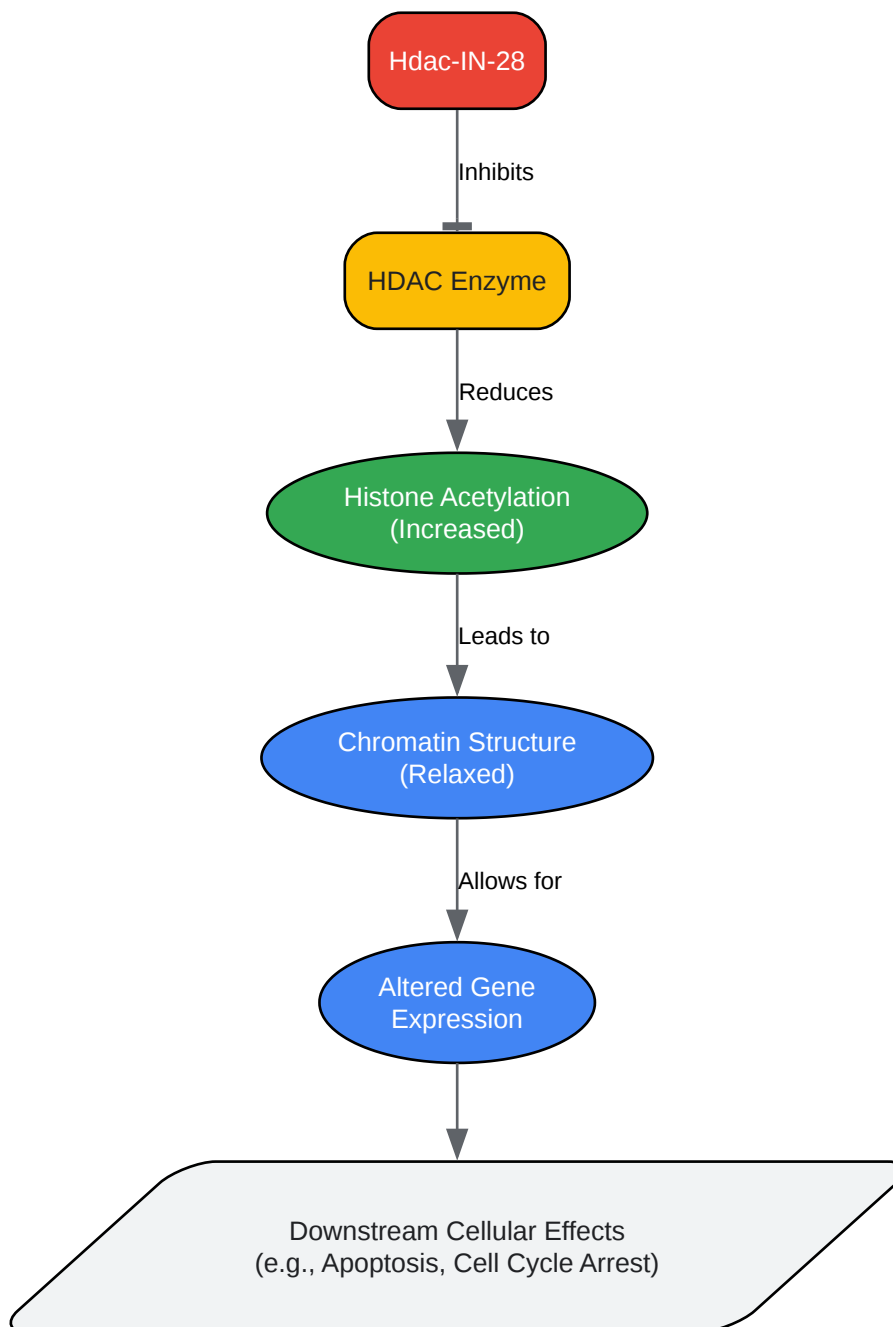 Hdac-IN-28
Inhibits
HDAC Enzyme
Reduces
Histone Acetylation
(Increased)
Leads to
Chromatin Structure
(Relaxed)
Allows for
Altered Gene
Expression
Downstream Cellular Effects
(e.g., Apoptosis, Cell Cycle Arrest)